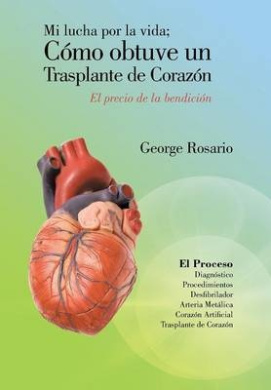 Mi lucha por la vida;
Cómo obtuve un
Trasplante de Corazón
El precio de la bendición
George Rosario
El Proceso
Diagnóstico
Procedimientos
Desfibrilador
Arteria Metálica
Corazón Artificial
Trasplante de Corazón